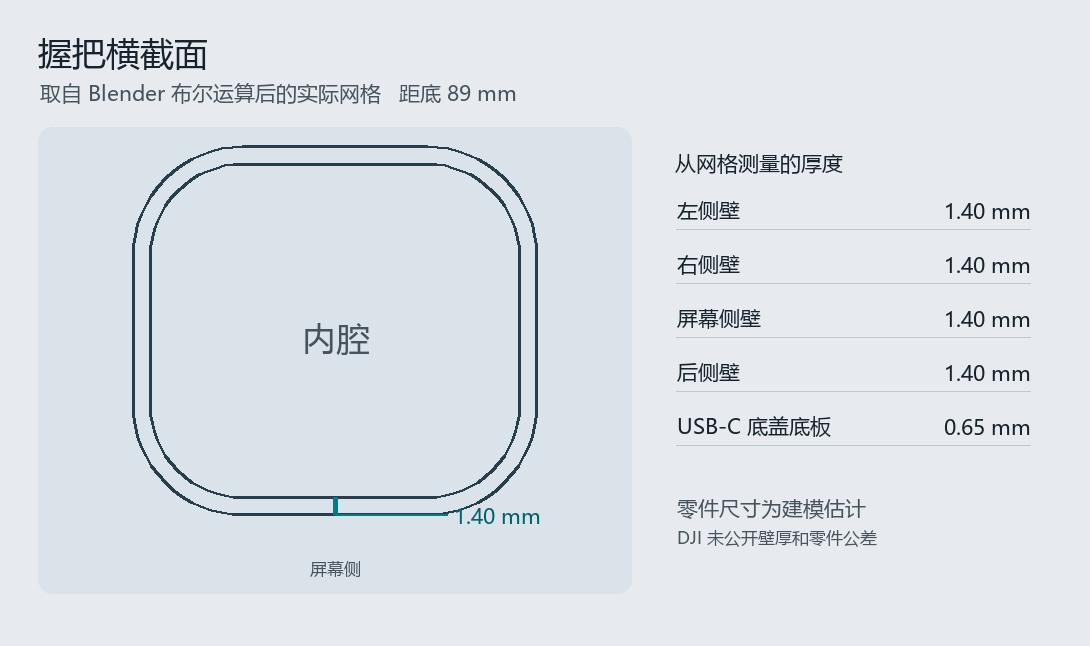 握把横截面
取自 Blender 布尔运算后的实际网格 距底 89 mm
内腔
1.40 mm
屏幕侧
从网格测量的厚度
左侧壁 1.40 mm
右侧壁 1.40 mm
屏幕侧壁 1.40 mm
后侧壁 1.40 mm
USB-C 底盖底板 0.65 mm
零件尺寸为建模估计
DJI 未公开壁厚和零件公差